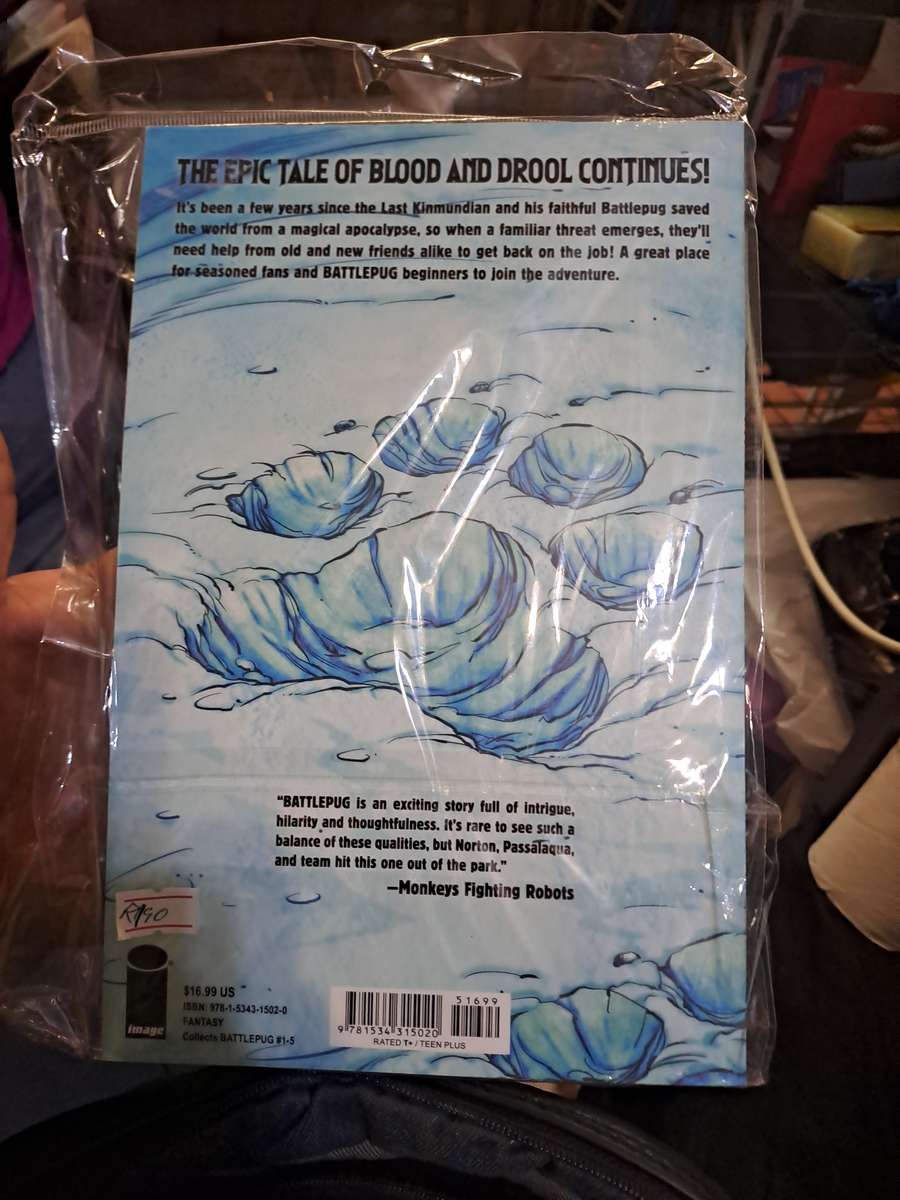 THE EPIC TALE OF BLOOD AND DROOL CONTINUES!
It's been a few years since the Last Kinmundian and his faithful Battlepug saved
the world from a magical apocalypse, so when a familiar threat emerges, they'll
need help from old and new friends alike to get back on the job! A great place
for seasoned fans and BATTLEPUG beginners to join the adventure.
"BATTLEPUG is an exciting story full of intrigue,
hilarity and thoughtfulness. It's rare to see such a
balance of these qualities, but Norton, Passalaqua,
and team hit this one out of the park."
—Monkeys Fighting Robots
R190
image
$16.99 US
ISBN: 978-1-5343-1502-0
FANTASY
Collects BATTLEPUG #1-5
51699
9 781534 315020
RATED T+ / TEEN PLUS